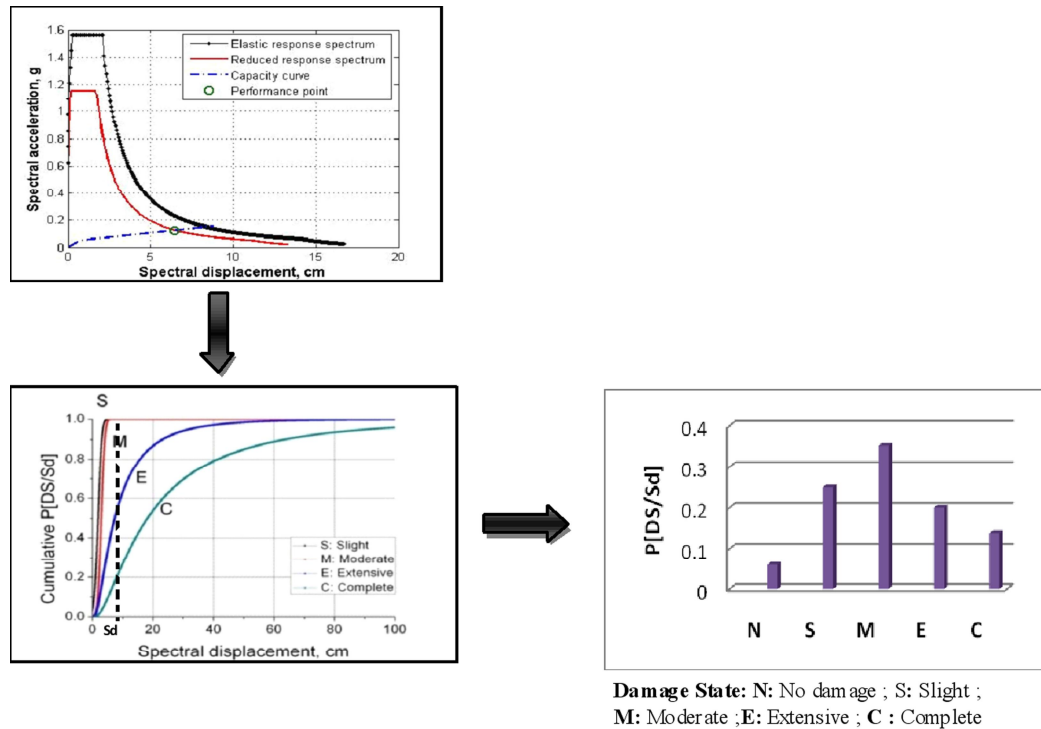 1.6
1.4
1.2
1
0.8
0.6
0.4
0.2
0
Spectral acceleration, g
Elastic response spectrum
Reduced response spectrum
Capacity curve
Performance point
0 5 10 15 20
Spectral displacement, cm
S
1.0
0.8
0.6
0.4
0.2
0.0
Cumulative P[DS/Sd]
M
E
C
S: Slight
M: Moderate
E: Extensive
C: Complete
0 20 40 60 80 100
Sd
Spectral displacement, cm
0.4
0.3
0.2
0.1
0
P[DS/Sd]
N S M E C
Damage State: N: No damage ; S: Slight ;
M: Moderate ;E: Extensive ; C : Complete